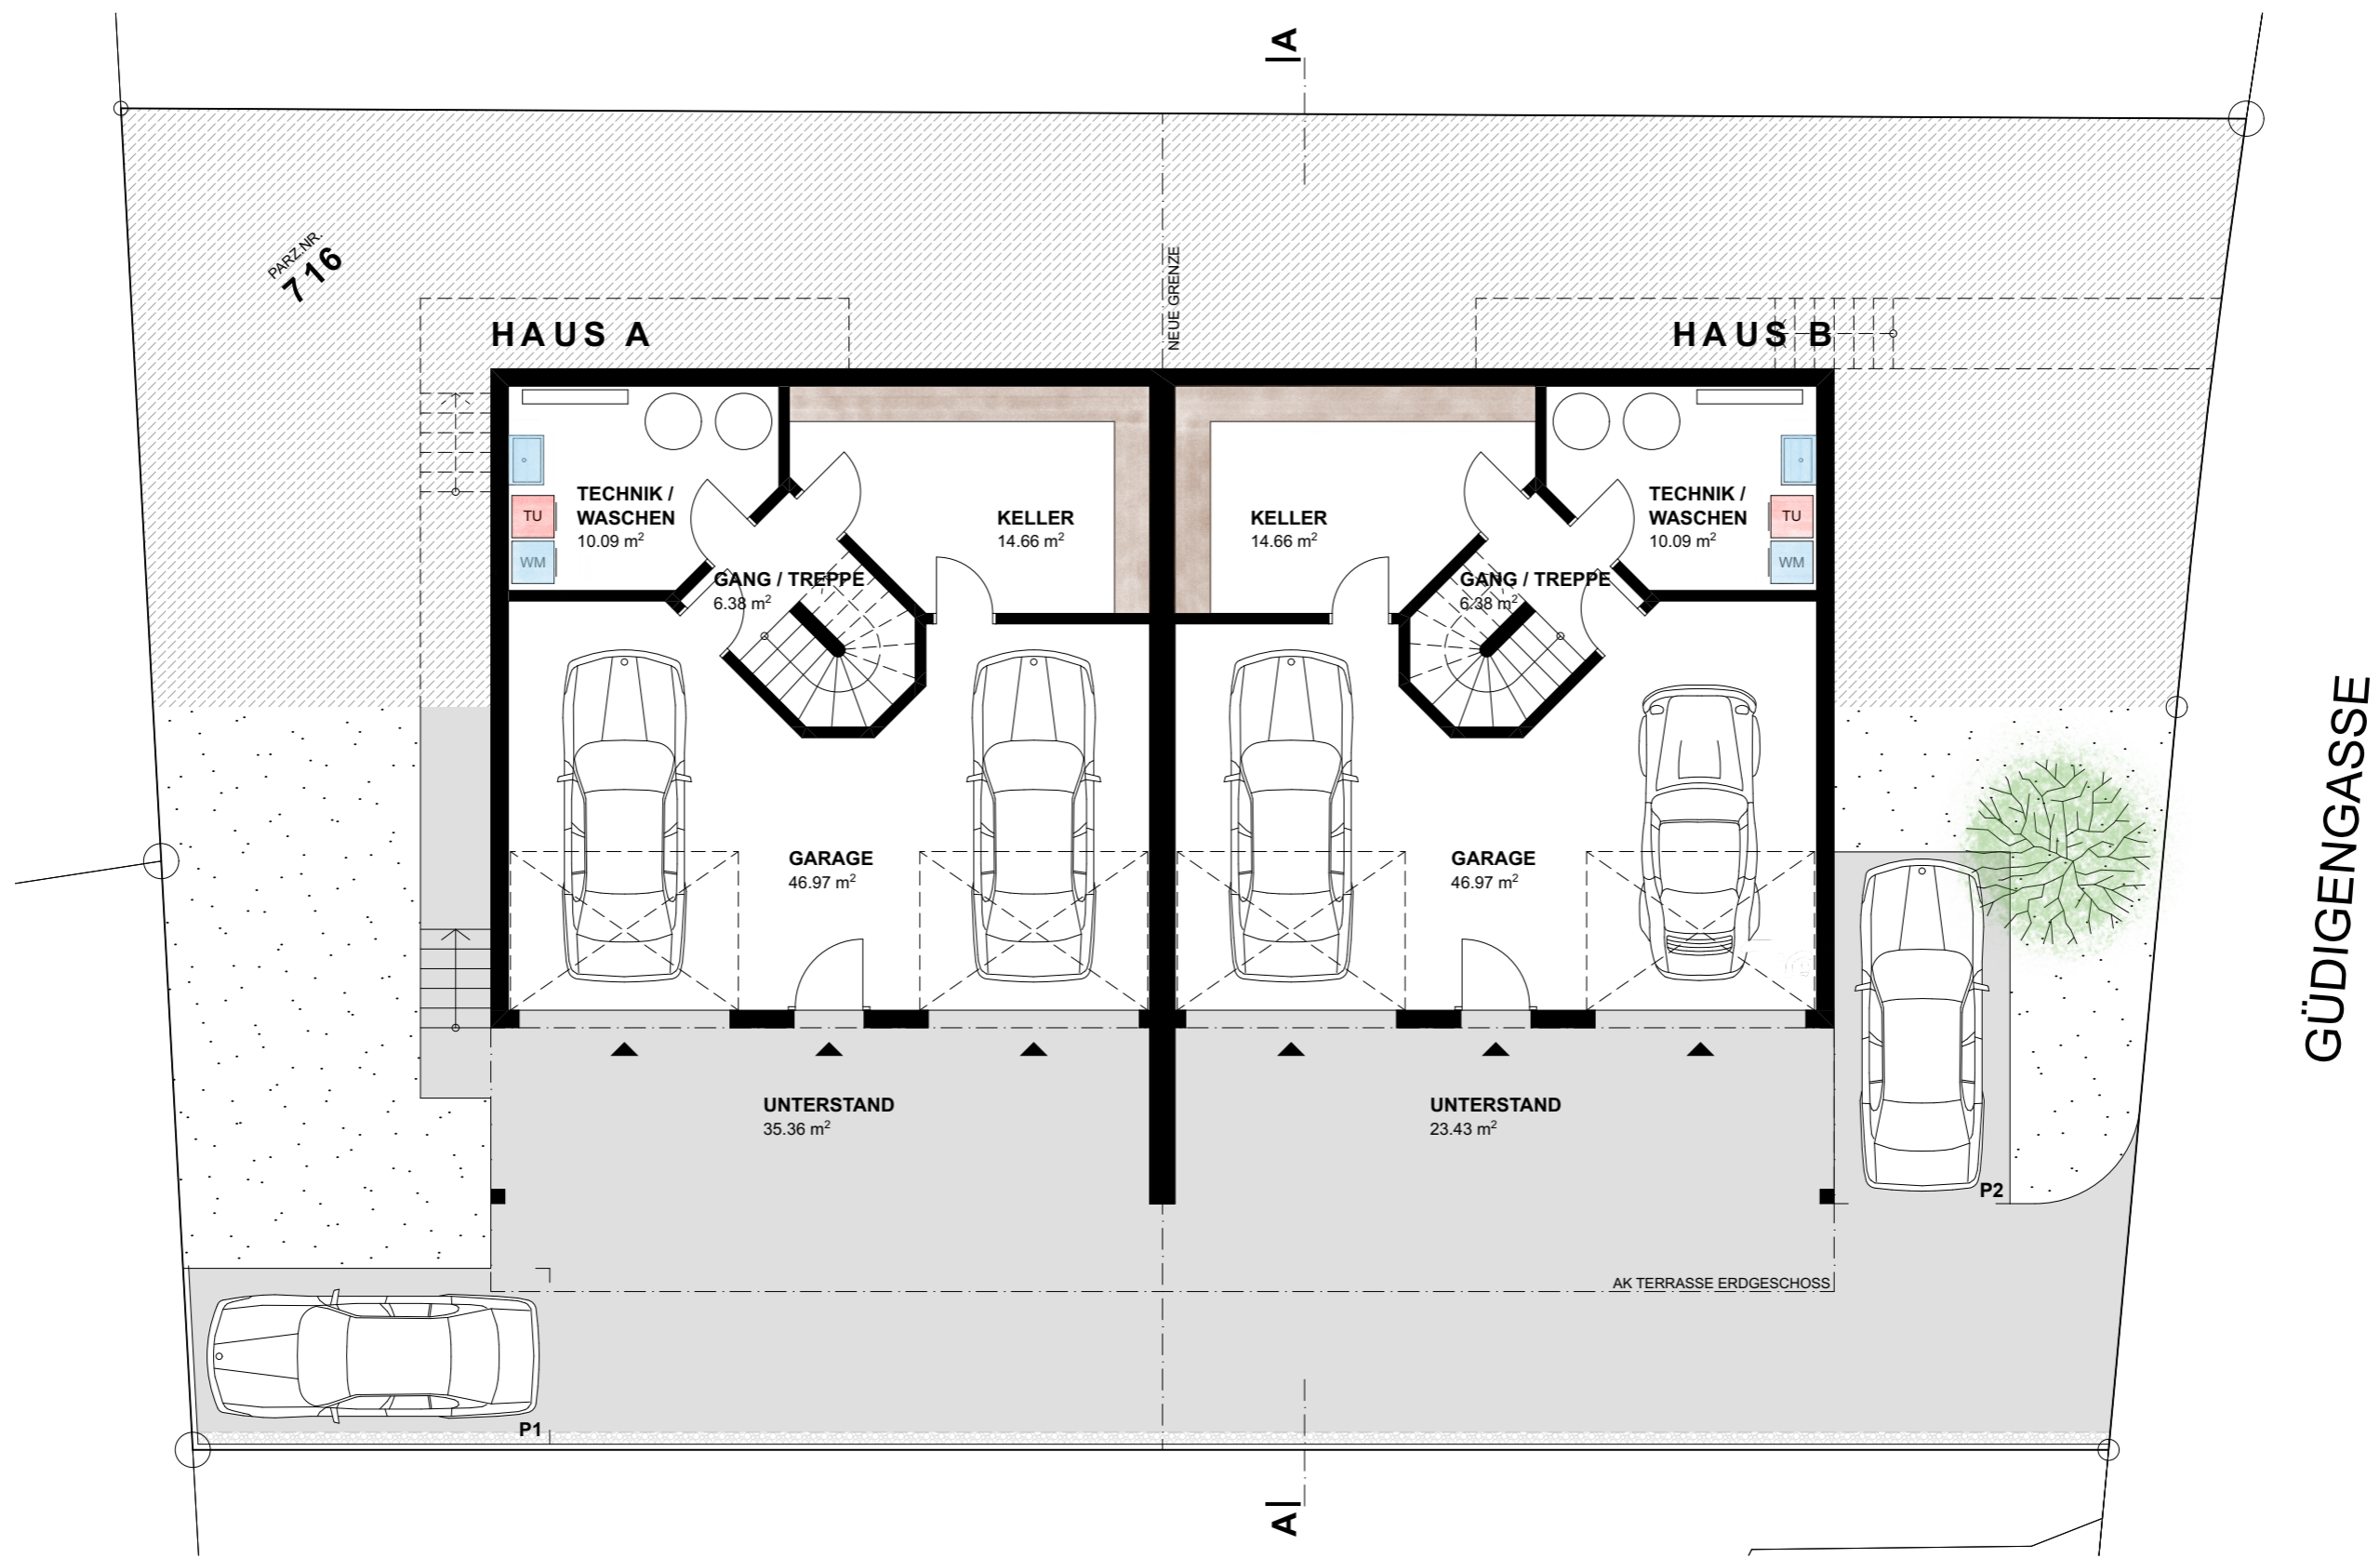 A
PARZ.NR.
716
NEUE GRENZE
HAUS A
HAUS B
TECHNIK /
WASCHEN
10.09 m²
TU
WM
KELLER
14.66 m²
KELLER
14.66 m²
TECHNIK /
WASCHEN
10.09 m²
TU
WM
GANG / TREPPE
6.38 m²
GANG / TREPPE
6.38 m²
GARAGE
46.97 m²
GARAGE
46.97 m²
GÜDIGENGASSE
UNTERSTAND
35.36 m²
UNTERSTAND
23.43 m²
P2
AK TERRASSE ERDGESCHOSS
P1
A